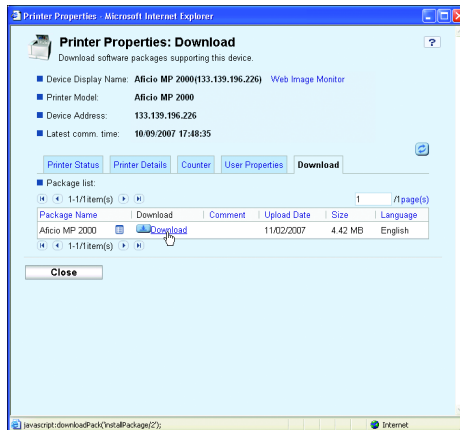 Printer Properties - Microsoft Internet Explorer
Printer Properties: Download
?
Download software packages supporting this device.
Device Display Name: Aficio MP 2000(133.139.196.226) Web Image Monitor
Printer Model: Aficio MP 2000
Device Address: 133.139.196.226
Latest comm. time: 10/09/2007 17:48:35
Printer Status Printer Details Counter User Properties Download
Package list:
1-1/1item(s) 1 /1page(s)
Package Name Download Comment Upload Date Size Language
Aficio MP 2000 Download 11/02/2007 4.42 MB English
1-1/1item(s)
Close
javascript:downloadPack('installPackage/2'); Internet